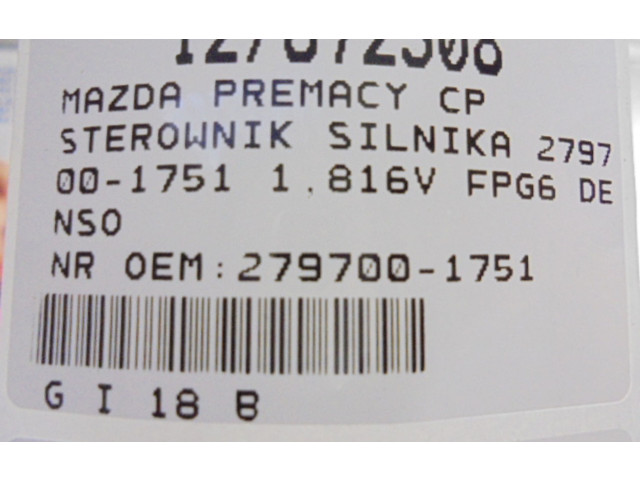 MAZDA PREMACY CP
STEROWNIK SILNIKA 2797
00-1751 1.816V FPG6 DE
NSO
NR OEM:279700-1751
G I 18 B